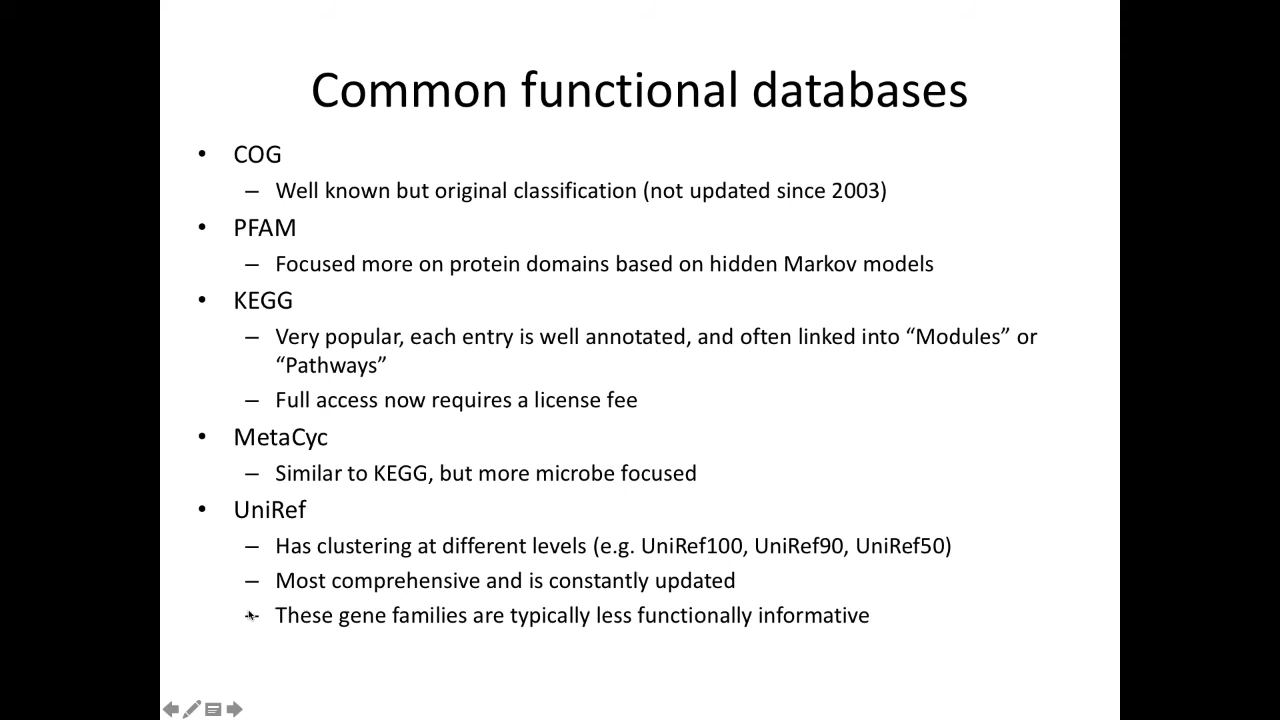 Common functional databases
• COG
– Well known but original classification (not updated since 2003)
• PFAM
– Focused more on protein domains based on hidden Markov models
• KEGG
– Very popular, each entry is well annotated, and often linked into “Modules” or
“Pathways”
– Full access now requires a license fee
• MetaCyc
– Similar to KEGG, but more microbe focused
• UniRef
– Has clustering at different levels (e.g. UniRef100, UniRef90, UniRef50)
– Most comprehensive and is constantly updated
– These gene families are typically less functionally informative